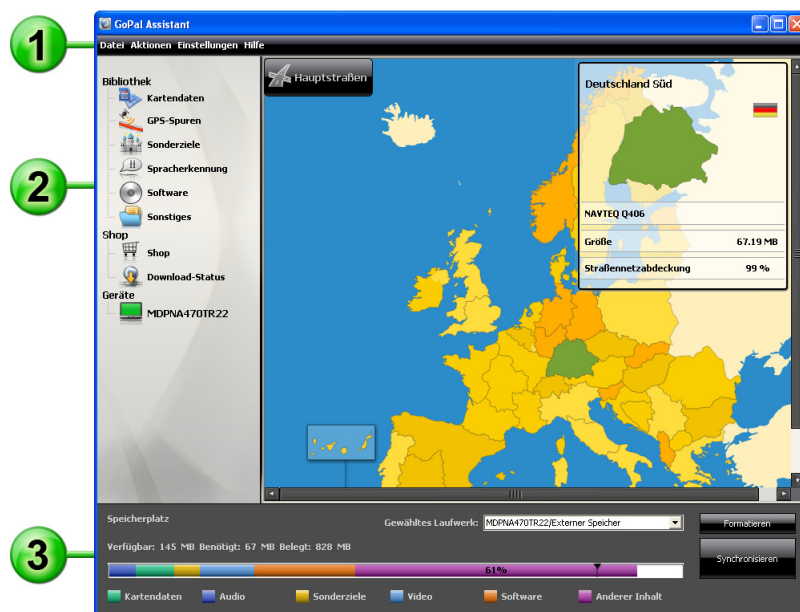 GoPal Assistant
1
Datei Aktionen Einstellungen Hilfe
2
Bibliothek
Kartendaten
GPS-Spuren
Sonderziele
Spracherkennung
Software
Sonstiges
Shop
Shop
Download-Status
Geräte
MDPNA470TR22
Hauptstraßen
Deutschland Süd
NAVTEQ Q406
Größe 67.19 MB
Straßennetzabdeckung 99 %
3
Speicherplatz
Gewähltes Laufwerk: MDPNA470TR22/Externer Speicher
Formatieren
Verfügbar: 145 MB Benötigt: 67 MB Belegt: 828 MB
Synchronisieren
61%
Kartendaten Audio Sonderziele Video Software Anderer Inhalt